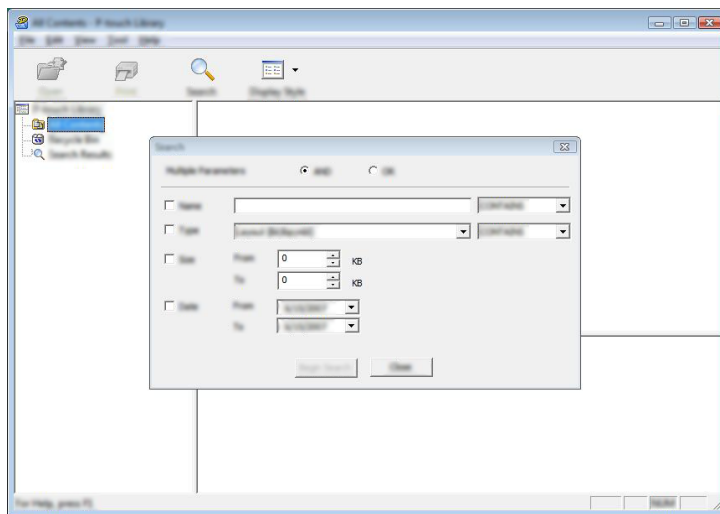 All Contents - P-touch Library
File Edit View Tool Help
Open Print Search Display Style
P-touch Library
All Contents
Recycle Bin
Search Results
Search
Multiple Parameters AND OR
Name CONTAINS
Type CONTAINS
Size From 0 KB
To 0 KB
Date From
To
Begin Search Close
For Help, press F1 NUM